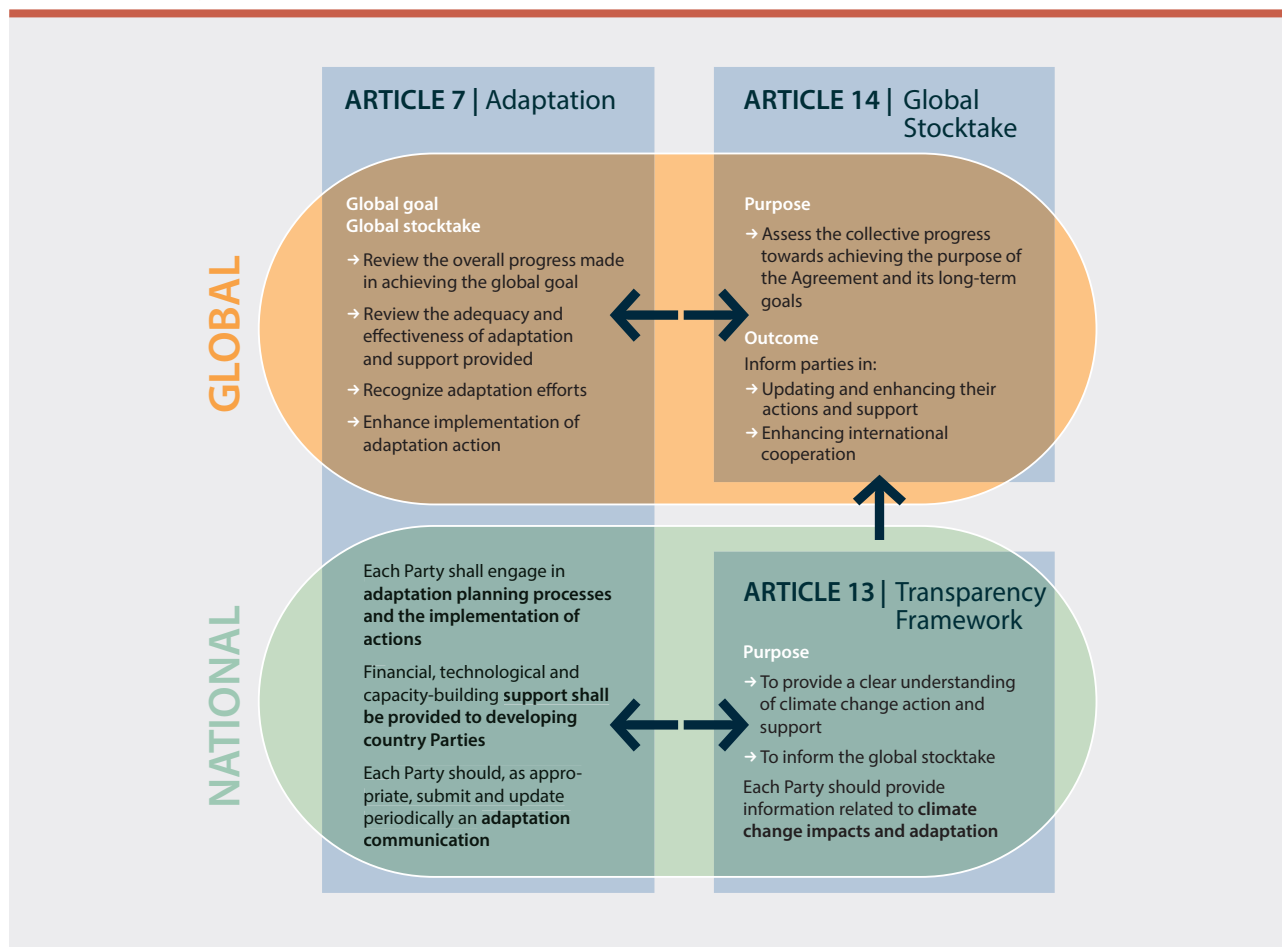 ARTICLE 7 | Adaptation
GLOBAL
Global goal
Global stocktake
→ Review the overall progress made
in achieving the global goal
→ Review the adequacy and
effectiveness of adaptation
and support provided
→ Recognize adaptation efforts
→ Enhance implementation of
adaptation action
ARTICLE 14 | Global
Stocktake
Purpose
→ Assess the collective progress
towards achieving the purpose of
the Agreement and its long-term
goals
Outcome
Inform parties in:
→ Updating and enhancing their
actions and support
→ Enhancing international
cooperation
NATIONAL
Each Party shall engage in
adaptation planning processes
and the implementation of
actions
Financial, technological and
capacity-building support shall
be provided to developing
country Parties
Each Party should, as appro-
priate, submit and update
periodically an adaptation
communication
ARTICLE 13 | Transparency
Framework
Purpose
→ To provide a clear understanding
of climate change action and
support
→ To inform the global stocktake
Each Party should provide
information related to climate
change impacts and adaptation